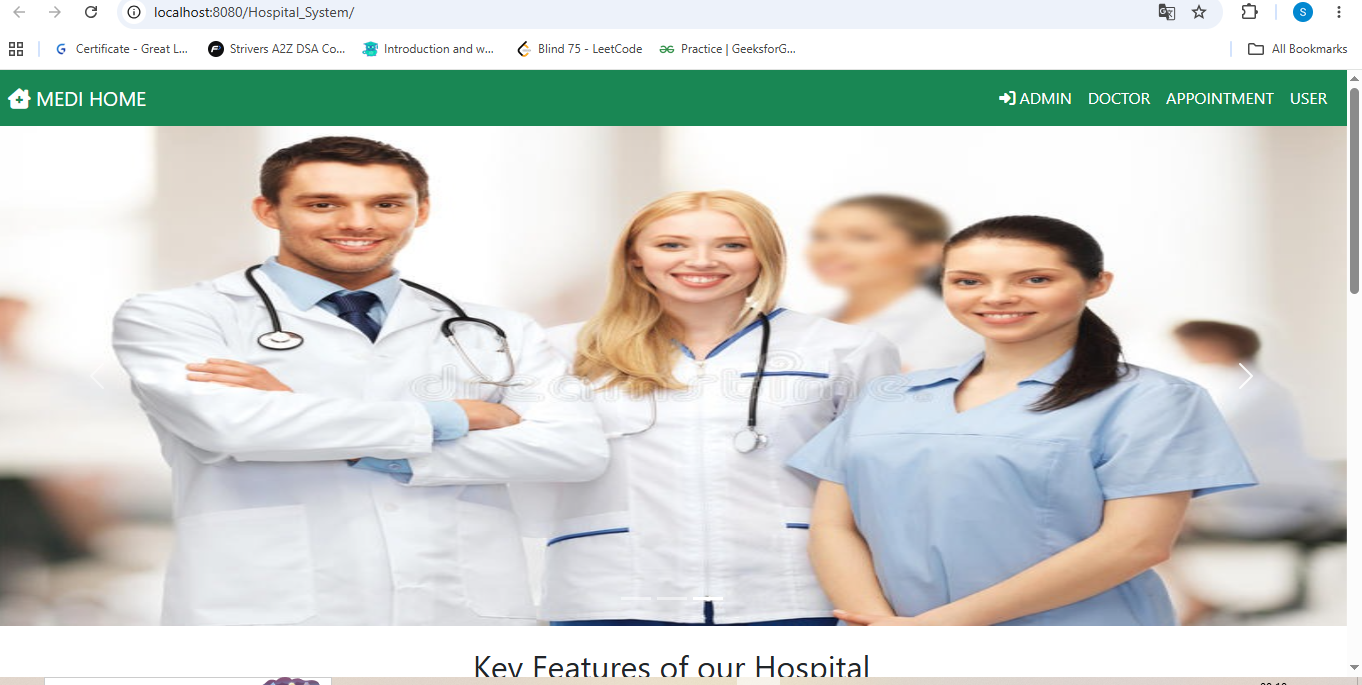 localhost:8080/Hospital_System/
Certificate - Great L...
Strivers A2Z DSA Co...
Introduction and w...
Blind 75 - LeetCode
Practice | GeeksforG...
All Bookmarks
MEDI HOME
ADMIN DOCTOR APPOINTMENT USER
dreamstime.
Key Features of our Hospital